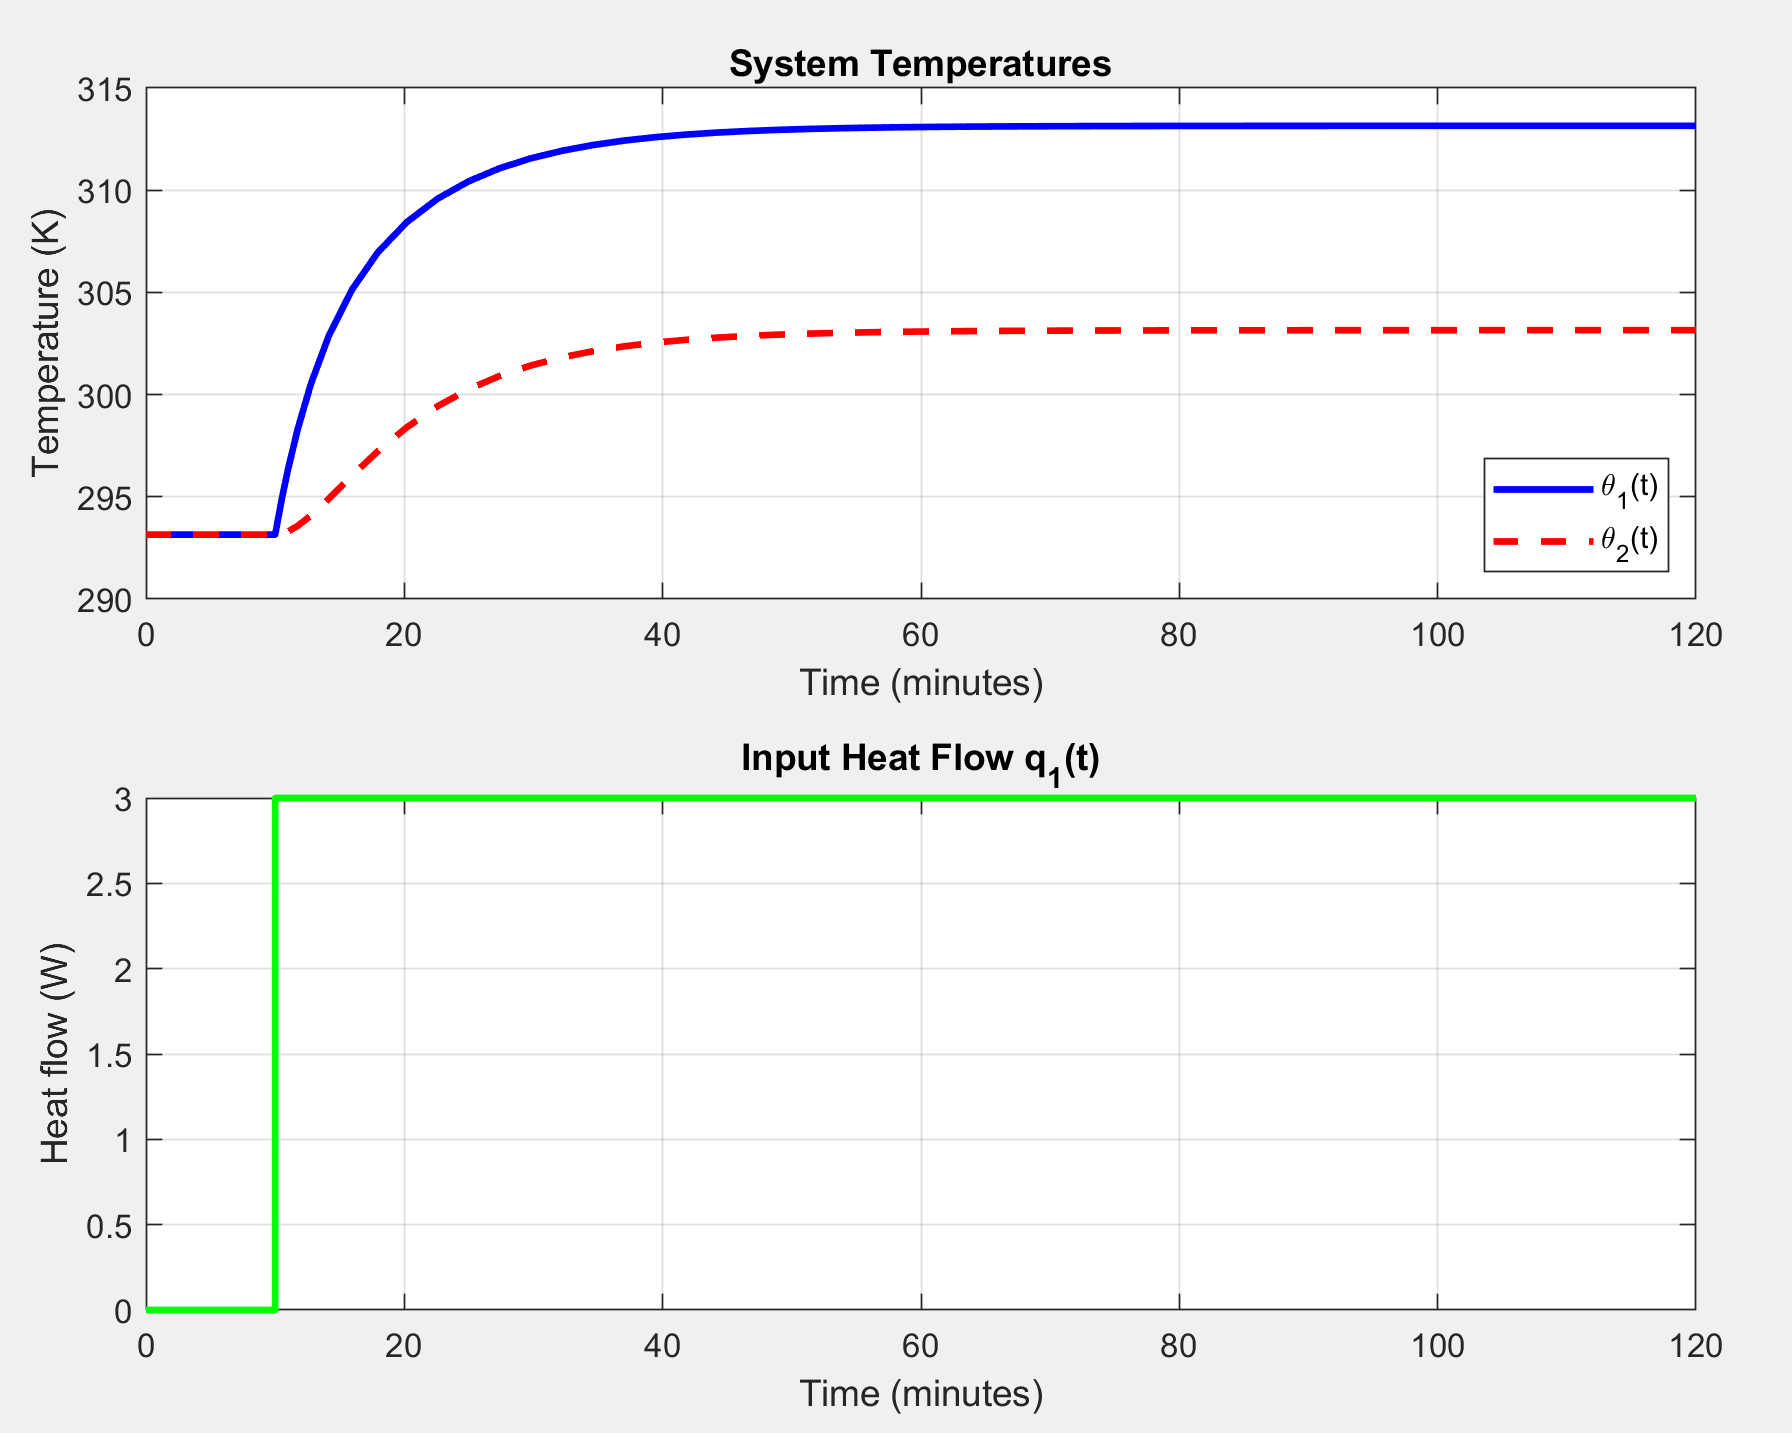 System Temperatures
315
310
305
300
295
290
Temperature (K)
θ1(t)
θ2(t)
0 20 40 60 80 100 120
Time (minutes)
Input Heat Flow q1(t)
3
2.5
2
1.5
1
0.5
0
Heat flow (W)
0 20 40 60 80 100 120
Time (minutes)